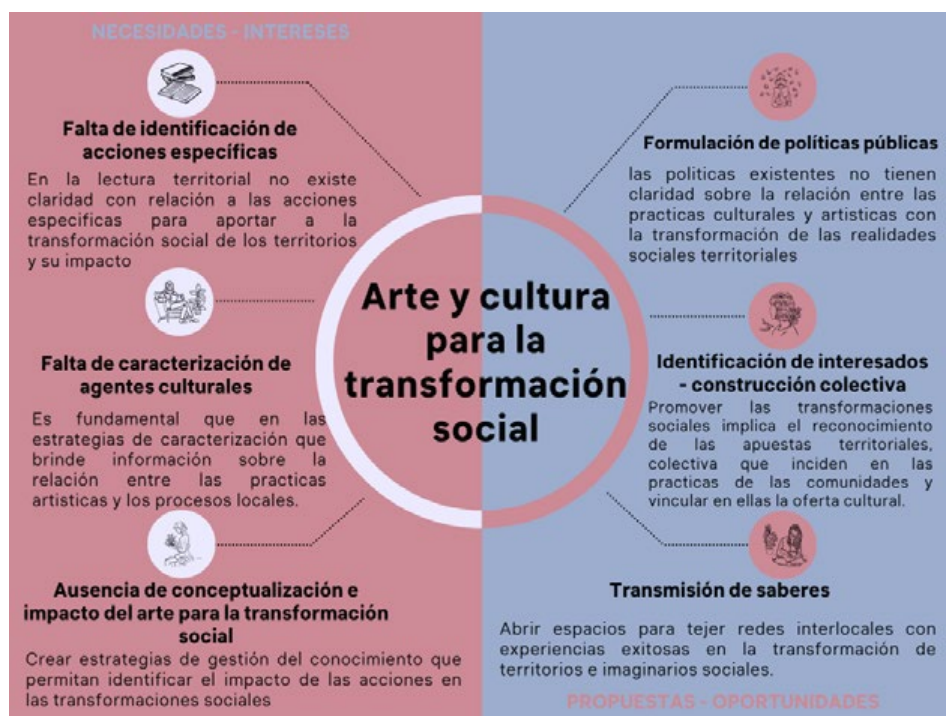 NECESIDADES - INTERESES
Falta de identificación de
acciones específicas
En la lectura territorial no existe
claridad con relación a las acciones
especificas para aportar a la
transformación social de los territorios
y su impacto
Falta de caracterización de
agentes culturales
Es fundamental que en las
estrategias de caracterización que
brinde información sobre la
relación entre las practicas
artisticas y los procesos locales.
Ausencia de conceptualización e
impacto del arte para la transformación
social
Crear estrategias de gestión del conocimiento que
permitan identificar el impacto de las acciones en
las transformaciones sociales
Arte y cultura
para la
transformación
social
Formulación de políticas públicas
las politicas existentes no tienen
claridad sobre la relación entre las
practicas culturales y artisticas con
la transformación de las realidades
sociales territoriales
Identificación de interesados
- construcción colectiva
Promover las transformaciones
sociales implica el reconocimiento
de las apuestas territoriales,
colectiva que inciden en las
practicas de las comunidades y
vincular en ellas la oferta cultural.
Transmisión de saberes
Abrir espacios para tejer redes interlocales con
experiencias exitosas en la transformación de
territorios e imaginarios sociales.
PROPUESTAS - OPORTUNIDADES